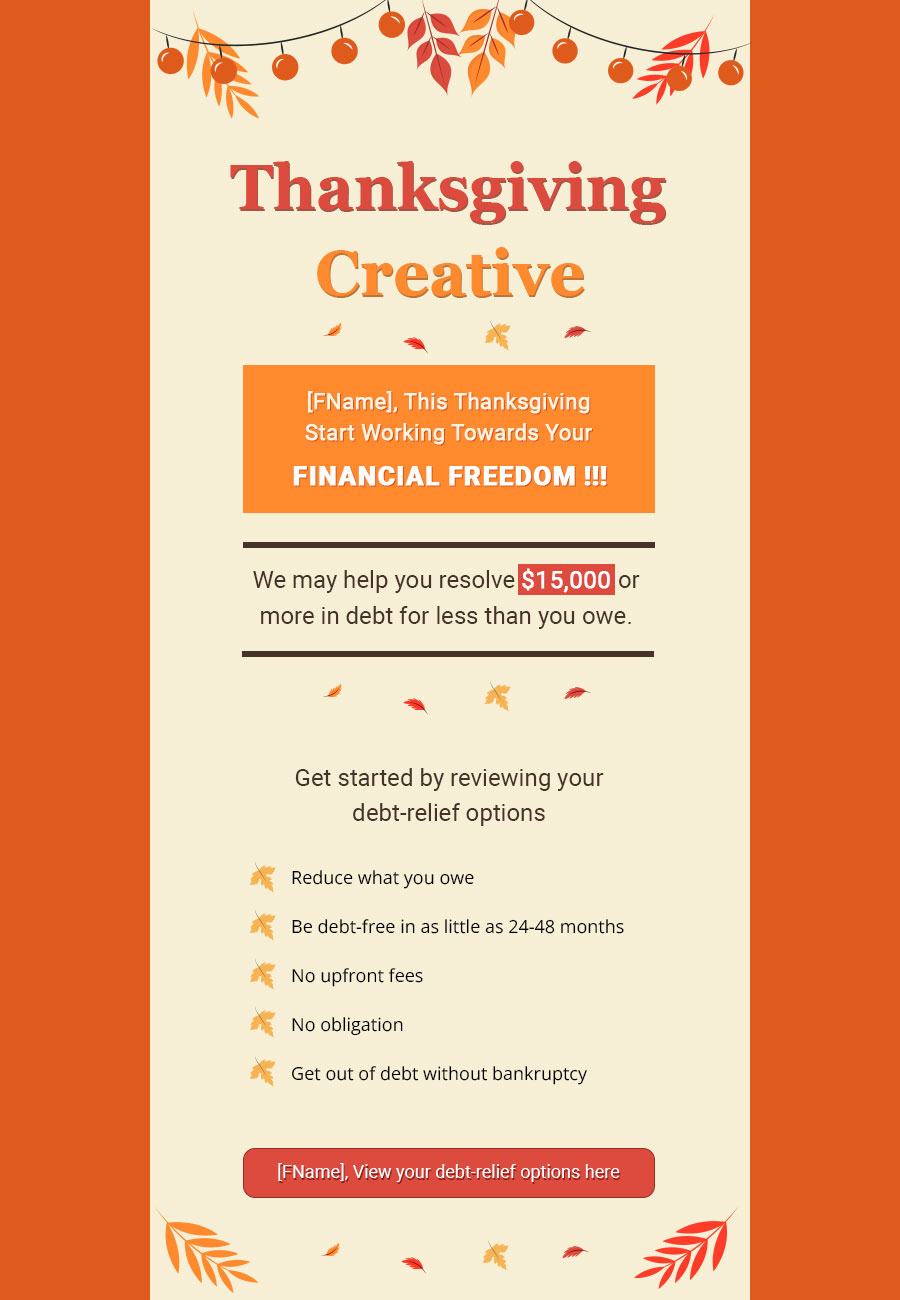 Thanksgiving
Creative
[FName], This Thanksgiving
Start Working Towards Your
FINANCIAL FREEDOM !!!
We may help you resolve $15,000 or
more in debt for less than you owe.
Get started by reviewing your
debt-relief options
Reduce what you owe
Be debt-free in as little as 24-48 months
No upfront fees
No obligation
Get out of debt without bankruptcy
[FName], View your debt-relief options here